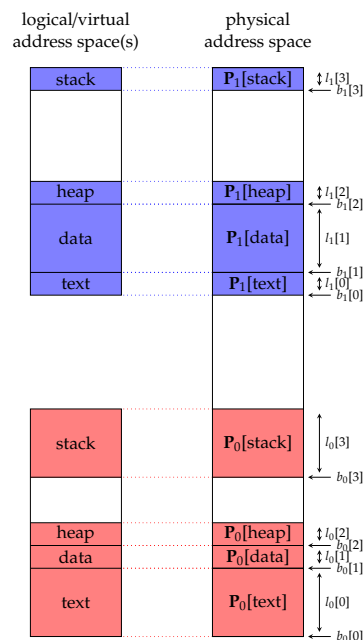 logical/virtual
address space(s)
physical
address space
stack
P₁[stack]
l₁[3]
b₁[3]
heap
P₁[heap]
l₁[2]
b₁[2]
data
P₁[data]
l₁[1]
b₁[1]
text
P₁[text]
l₁[0]
b₁[0]
stack
P₀[stack]
l₀[3]
b₀[3]
heap
P₀[heap]
l₀[2]
b₀[2]
data
P₀[data]
l₀[1]
b₀[1]
text
P₀[text]
l₀[0]
b₀[0]